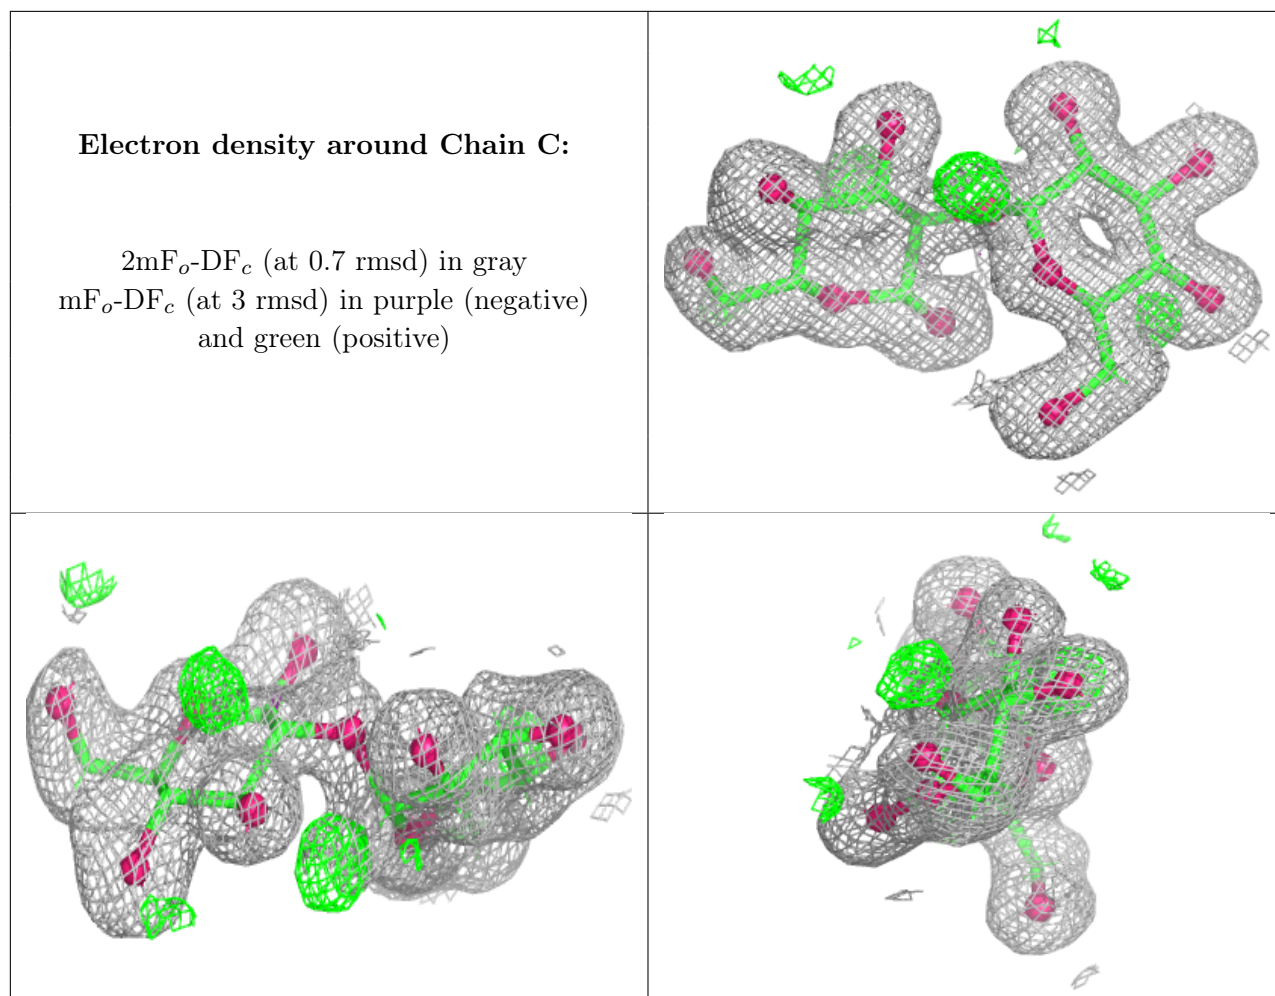 Electron density around Chain C:
2mFo-DFc (at 0.7 rmsd) in gray
mFo-DFc (at 3 rmsd) in purple (negative)
and green (positive)